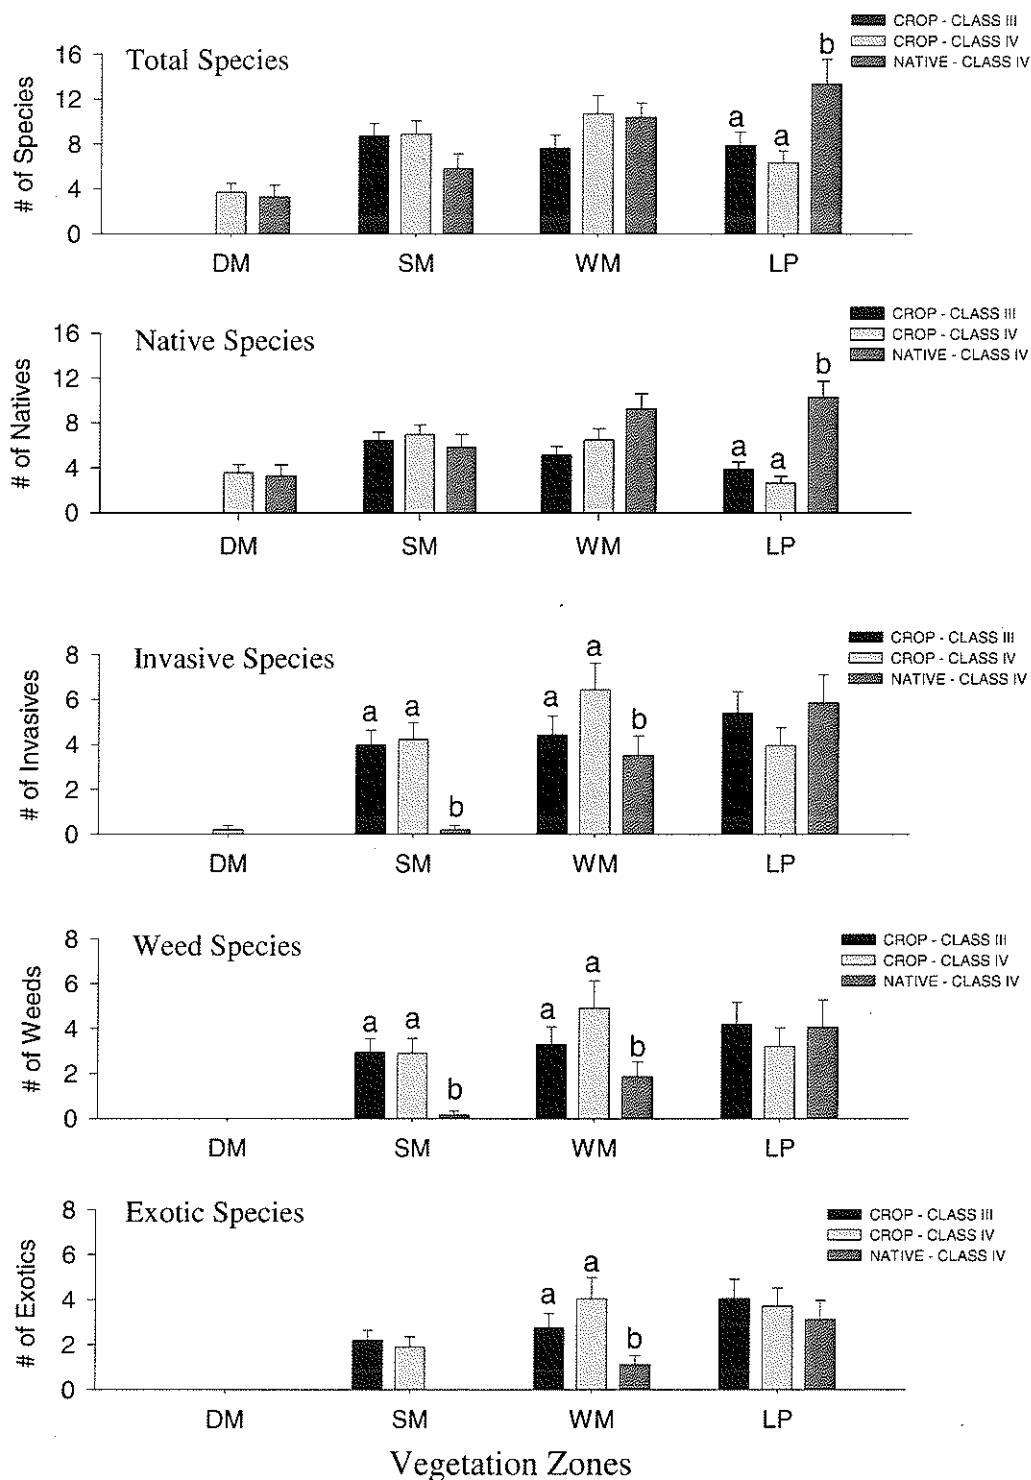 CROP - CLASS III
CROP - CLASS IV
NATIVE - CLASS IV
Total Species
# of Species
16
12
8
4
0
a
a
b
DM
SM
WM
LP
CROP - CLASS III
CROP - CLASS IV
NATIVE - CLASS IV
Native Species
# of Natives
16
12
8
4
0
a
a
b
DM
SM
WM
LP
CROP - CLASS III
CROP - CLASS IV
NATIVE - CLASS IV
Invasive Species
# of Invasives
8
6
4
2
0
a
a
b
a
a
b
DM
SM
WM
LP
CROP - CLASS III
CROP - CLASS IV
NATIVE - CLASS IV
Weed Species
# of Weeds
8
6
4
2
0
a
a
b
a
a
b
DM
SM
WM
LP
CROP - CLASS III
CROP - CLASS IV
NATIVE - CLASS IV
Exotic Species
# of Exotics
8
6
4
2
0
a
a
b
DM
SM
WM
LP
Vegetation Zones